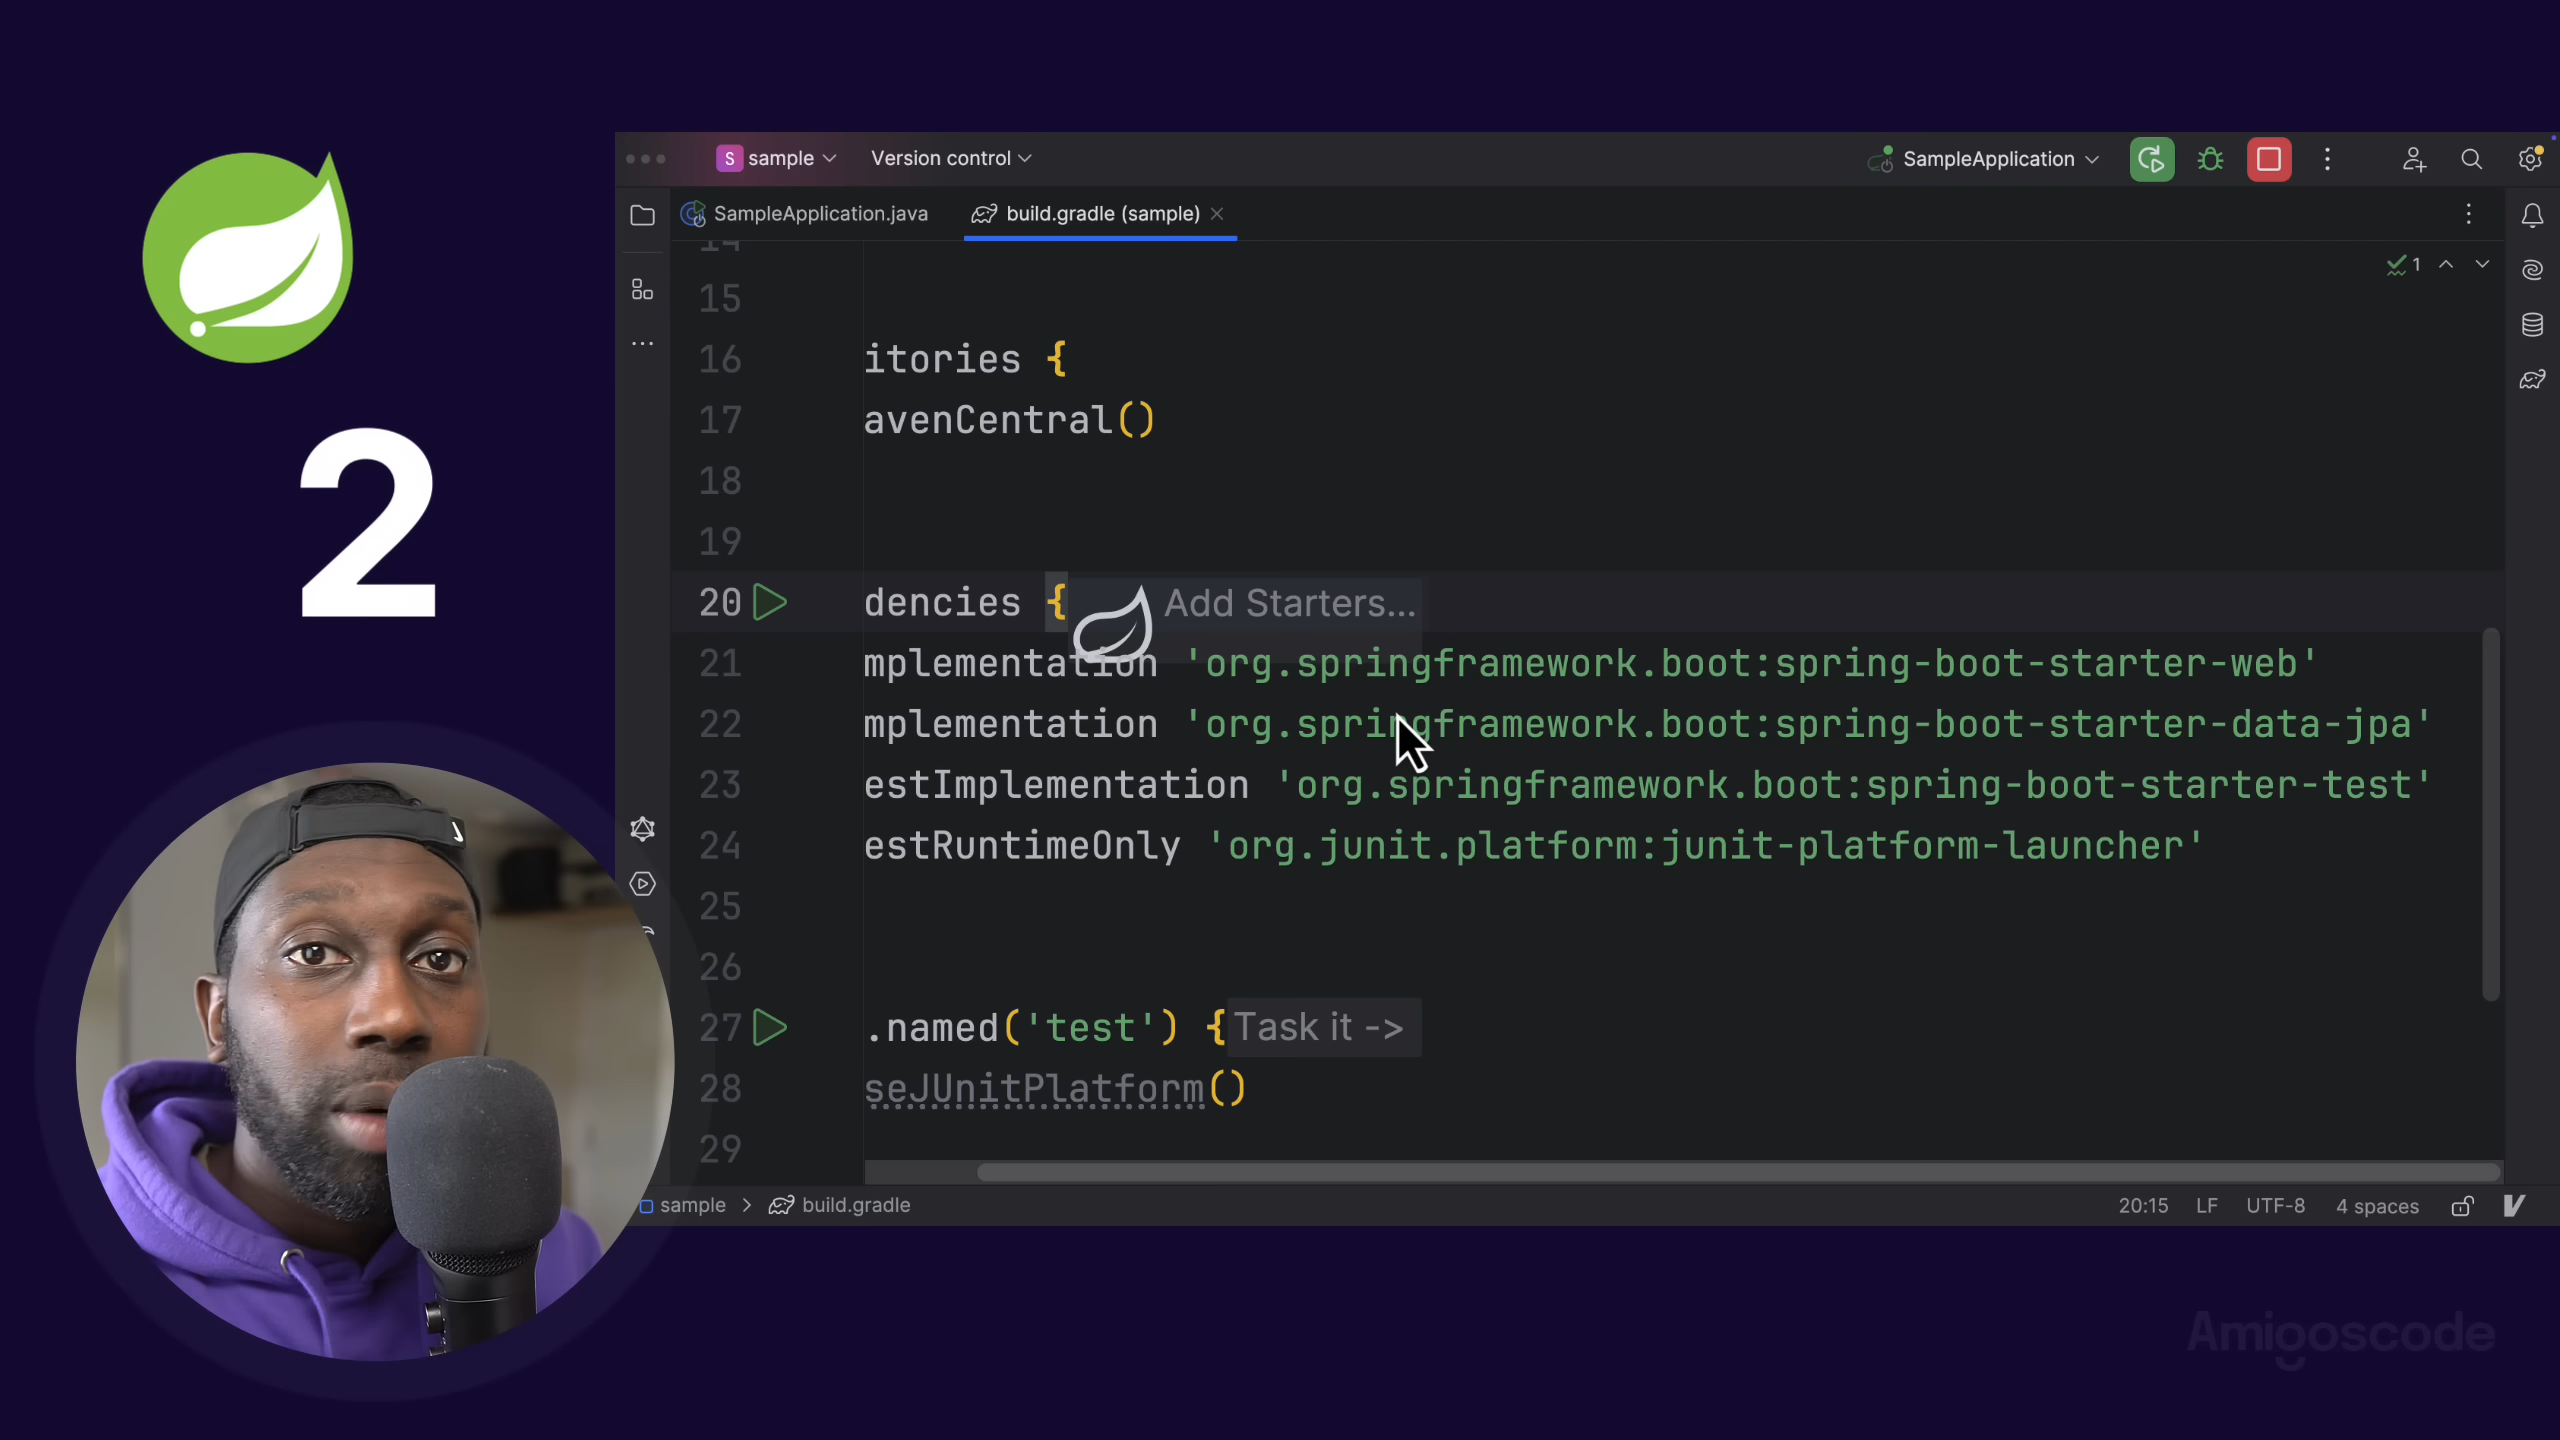 2
S sample
Version control
SampleApplication
SampleApplication.java
build.gradle (sample)
1
14
15
16 itories {
17 avenCentral()
18
19
20 dencies { Add Starters...
21 mplementation 'org.springframework.boot:spring-boot-starter-web'
22 mplementation 'org.springframework.boot:spring-boot-starter-data-jpa'
23 estImplementation 'org.springframework.boot:spring-boot-starter-test'
24 estRuntimeOnly 'org.junit.platform:junit-platform-launcher'
25
26
27 .named('test') { Task it ->
28 seJUnitPlatform()
29
sample > build.gradle
20:15 LF UTF-8 4 spaces
Amigoscode